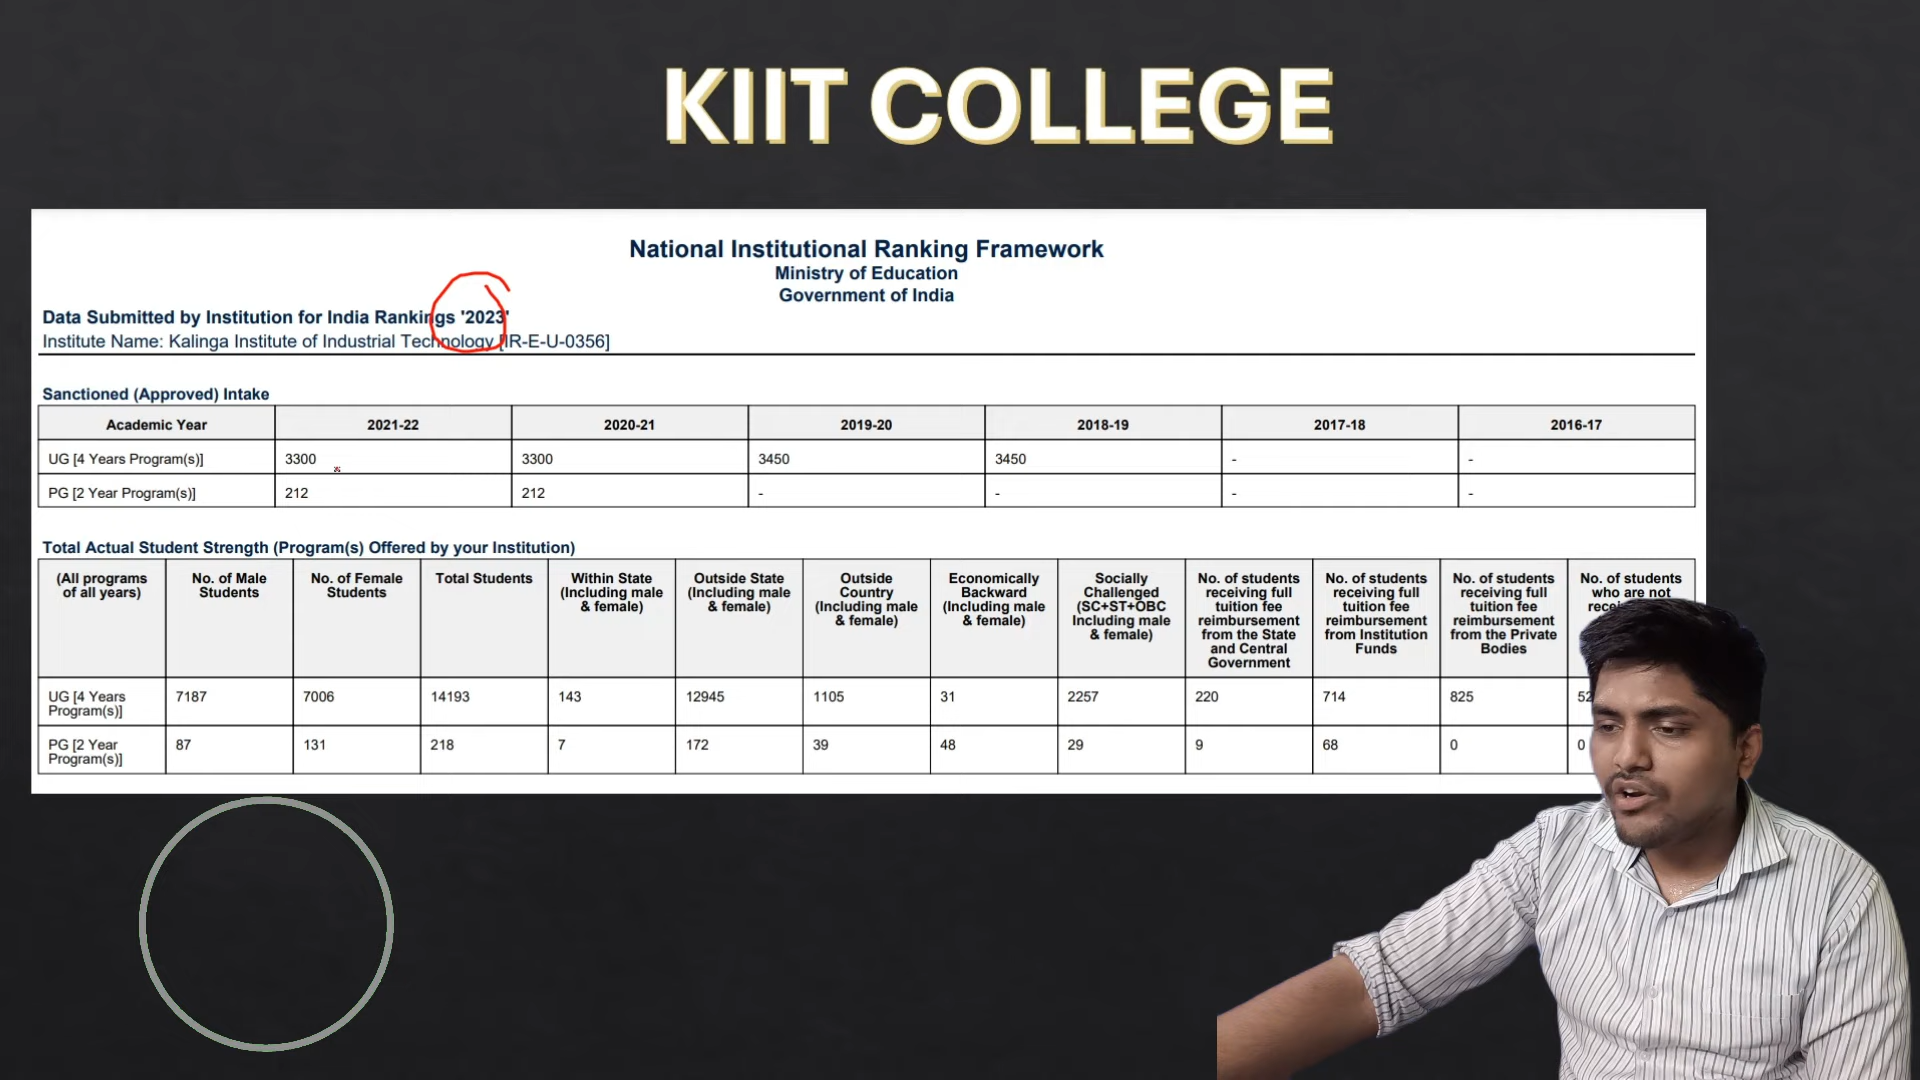 KIIT COLLEGE
National Institutional Ranking Framework
Ministry of Education
Government of India
Data Submitted by Institution for India Rankings '2023'
Institute Name: Kalinga Institute of Industrial Technology [IR-E-U-0356]
Sanctioned (Approved) Intake
Academic Year 2021-22 2020-21 2019-20 2018-19 2017-18 2016-17
UG [4 Years Program(s)] 3300 3300 3450 3450 - -
PG [2 Year Program(s)] 212 212 - - - -
Total Actual Student Strength (Program(s) Offered by your Institution)
(All programs
of all years)
No. of Male
Students
No. of Female
Students
Total Students
Within State
(Including male
& female)
Outside State
(Including male
& female)
Outside
Country
(Including male
& female)
Economically
Backward
(Including male
& female)
Socially
Challenged
(SC+ST+OBC
Including male
& female)
No. of students
receiving full
tuition fee
reimbursement
from the State
and Central
Government
No. of students
receiving full
tuition fee
reimbursement
from Institution
Funds
No. of students
receiving full
tuition fee
reimbursement
from the Private
Bodies
No. of students
who are not
UG [4 Years
Program(s)]
7187 7006 14193 143 12945 1105 31 2257 220 714 825
PG [2 Year
Program(s)]
87 131 218 7 172 39 48 29 9 68 0 0